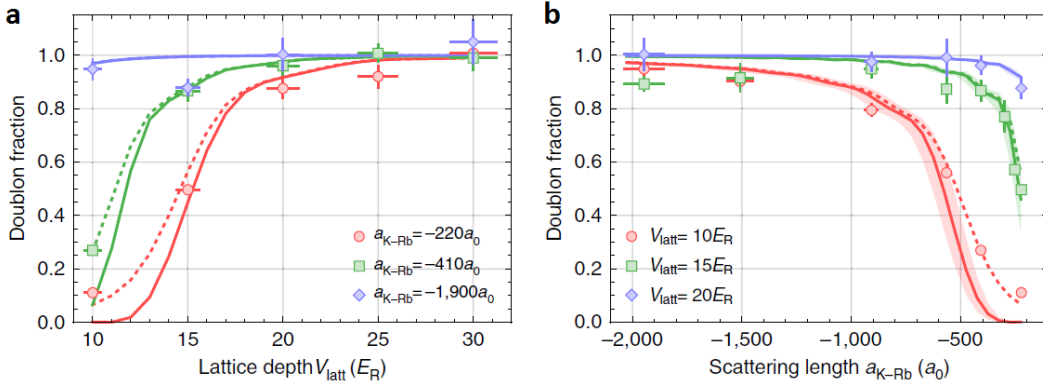 a
Doublon fraction
1.0
0.8
0.6
0.4
0.2
0.0
10
15
20
25
30
Lattice depth V_latt (E_R)
a_K–Rb=−220a_0
a_K–Rb=−410a_0
a_K–Rb=−1,900a_0
b
Doublon fraction
1.0
0.8
0.6
0.4
0.2
0.0
−2,000
−1,500
−1,000
−500
Scattering length a_K–Rb (a_0)
V_latt= 10E_R
V_latt= 15E_R
V_latt= 20E_R